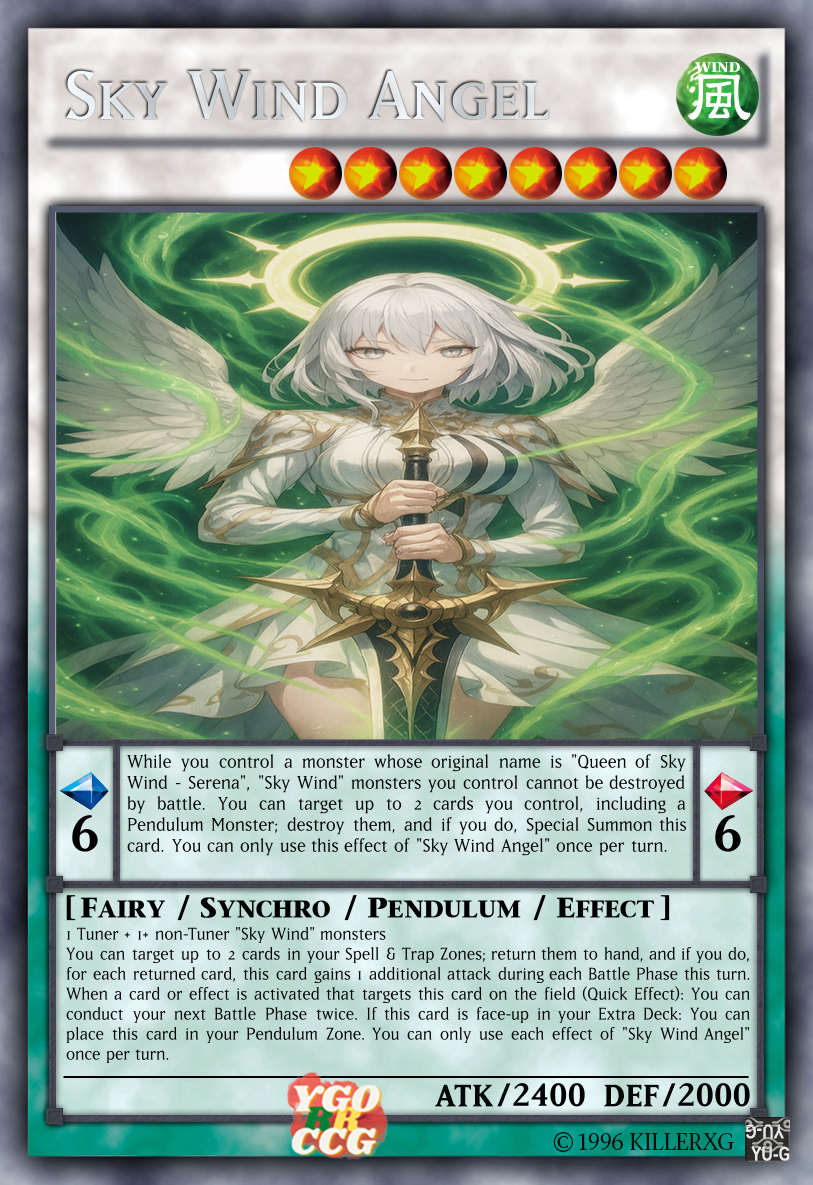 Sky Wind Angel
WIND
風
While you control a monster whose original name is "Queen of Sky
Wind - Serena", "Sky Wind" monsters you control cannot be destroyed
by battle. You can target up to 2 cards you control, including a
Pendulum Monster; destroy them, and if you do, Special Summon this
card. You can only use this effect of "Sky Wind Angel" once per turn.
6
6
[ Fairy / Synchro / Pendulum / Effect ]
1 Tuner + 1+ non-Tuner "Sky Wind" monsters
You can target up to 2 cards in your Spell & Trap Zones; return them to hand, and if you do,
for each returned card, this card gains 1 additional attack during each Battle Phase this turn.
When a card or effect is activated that targets this card on the field (Quick Effect): You can
conduct your next Battle Phase twice. If this card is face-up in your Extra Deck: You can
place this card in your Pendulum Zone. You can only use each effect of "Sky Wind Angel"
once per turn.
ATK/2400 DEF/2000
YGO
CCG
© 1996 KILLERXG
YU-G